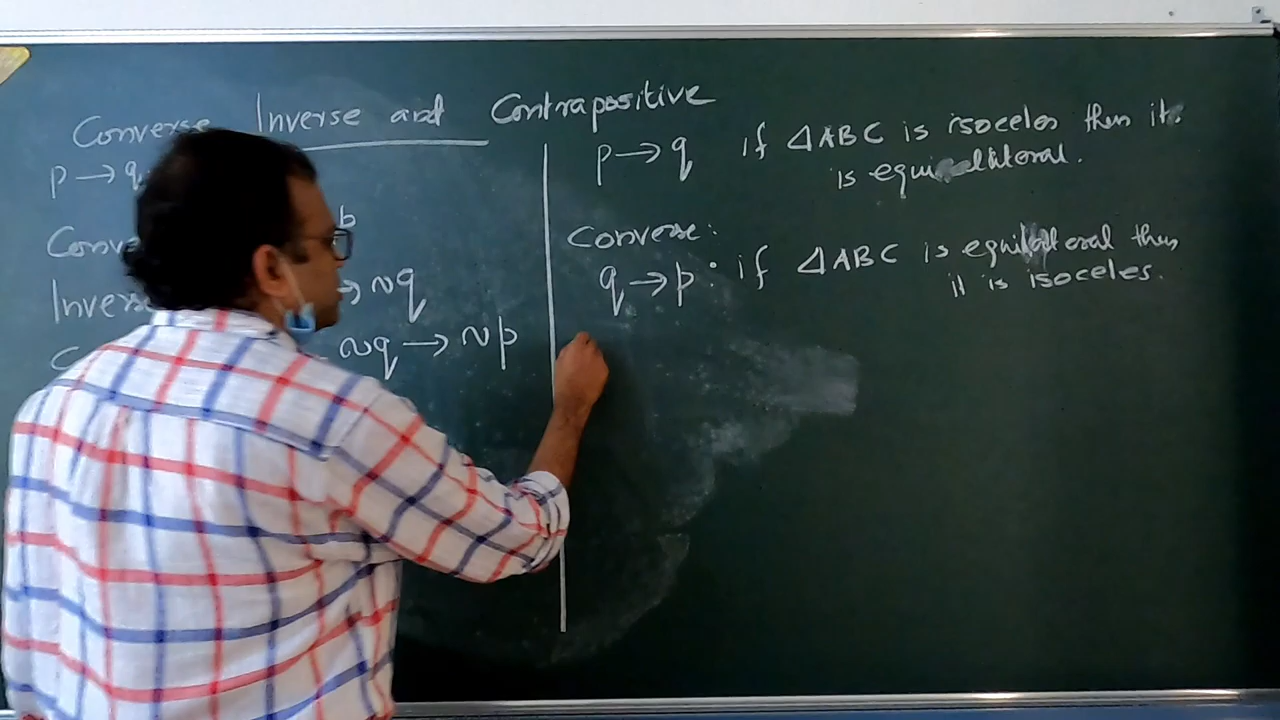 Converse Inverse and Contrapositive
p → q
Conv
Inverse → ~q
C ~q → ~p
p → q if △ABC is isoceles then it.
is equilateral.
Converse:
q → p : if △ABC is equilateral then
it is isoceles.